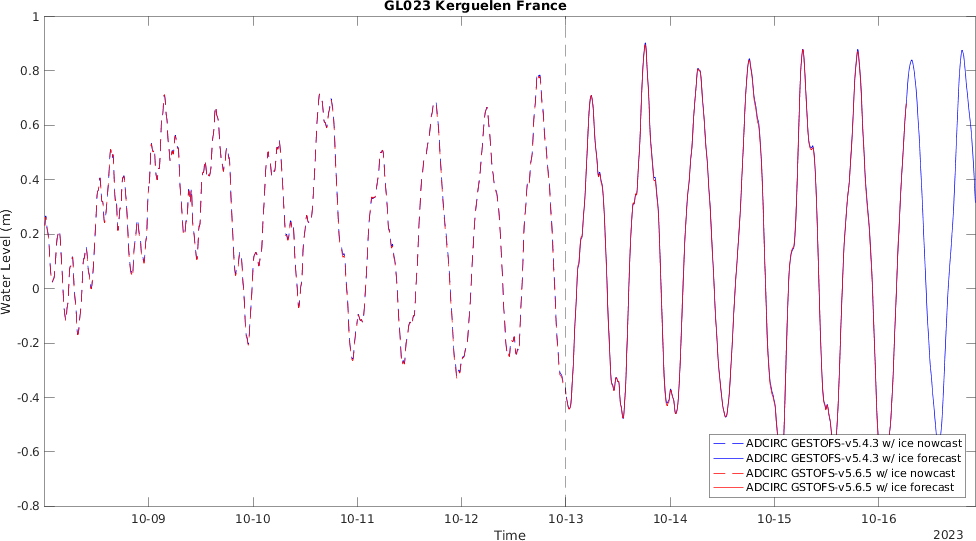 GL023 Kerguelen France
1
0.8
0.6
0.4
0.2
0
-0.2
-0.4
-0.6
-0.8
Water Level (m)
10-09 10-10 10-11 10-12 10-13 10-14 10-15 10-16
Time
2023
ADCIRC GESTOFS-v5.4.3 w/ ice nowcast
ADCIRC GESTOFS-v5.4.3 w/ ice forecast
ADCIRC GSTOFS-v5.6.5 w/ ice nowcast
ADCIRC GSTOFS-v5.6.5 w/ ice forecast